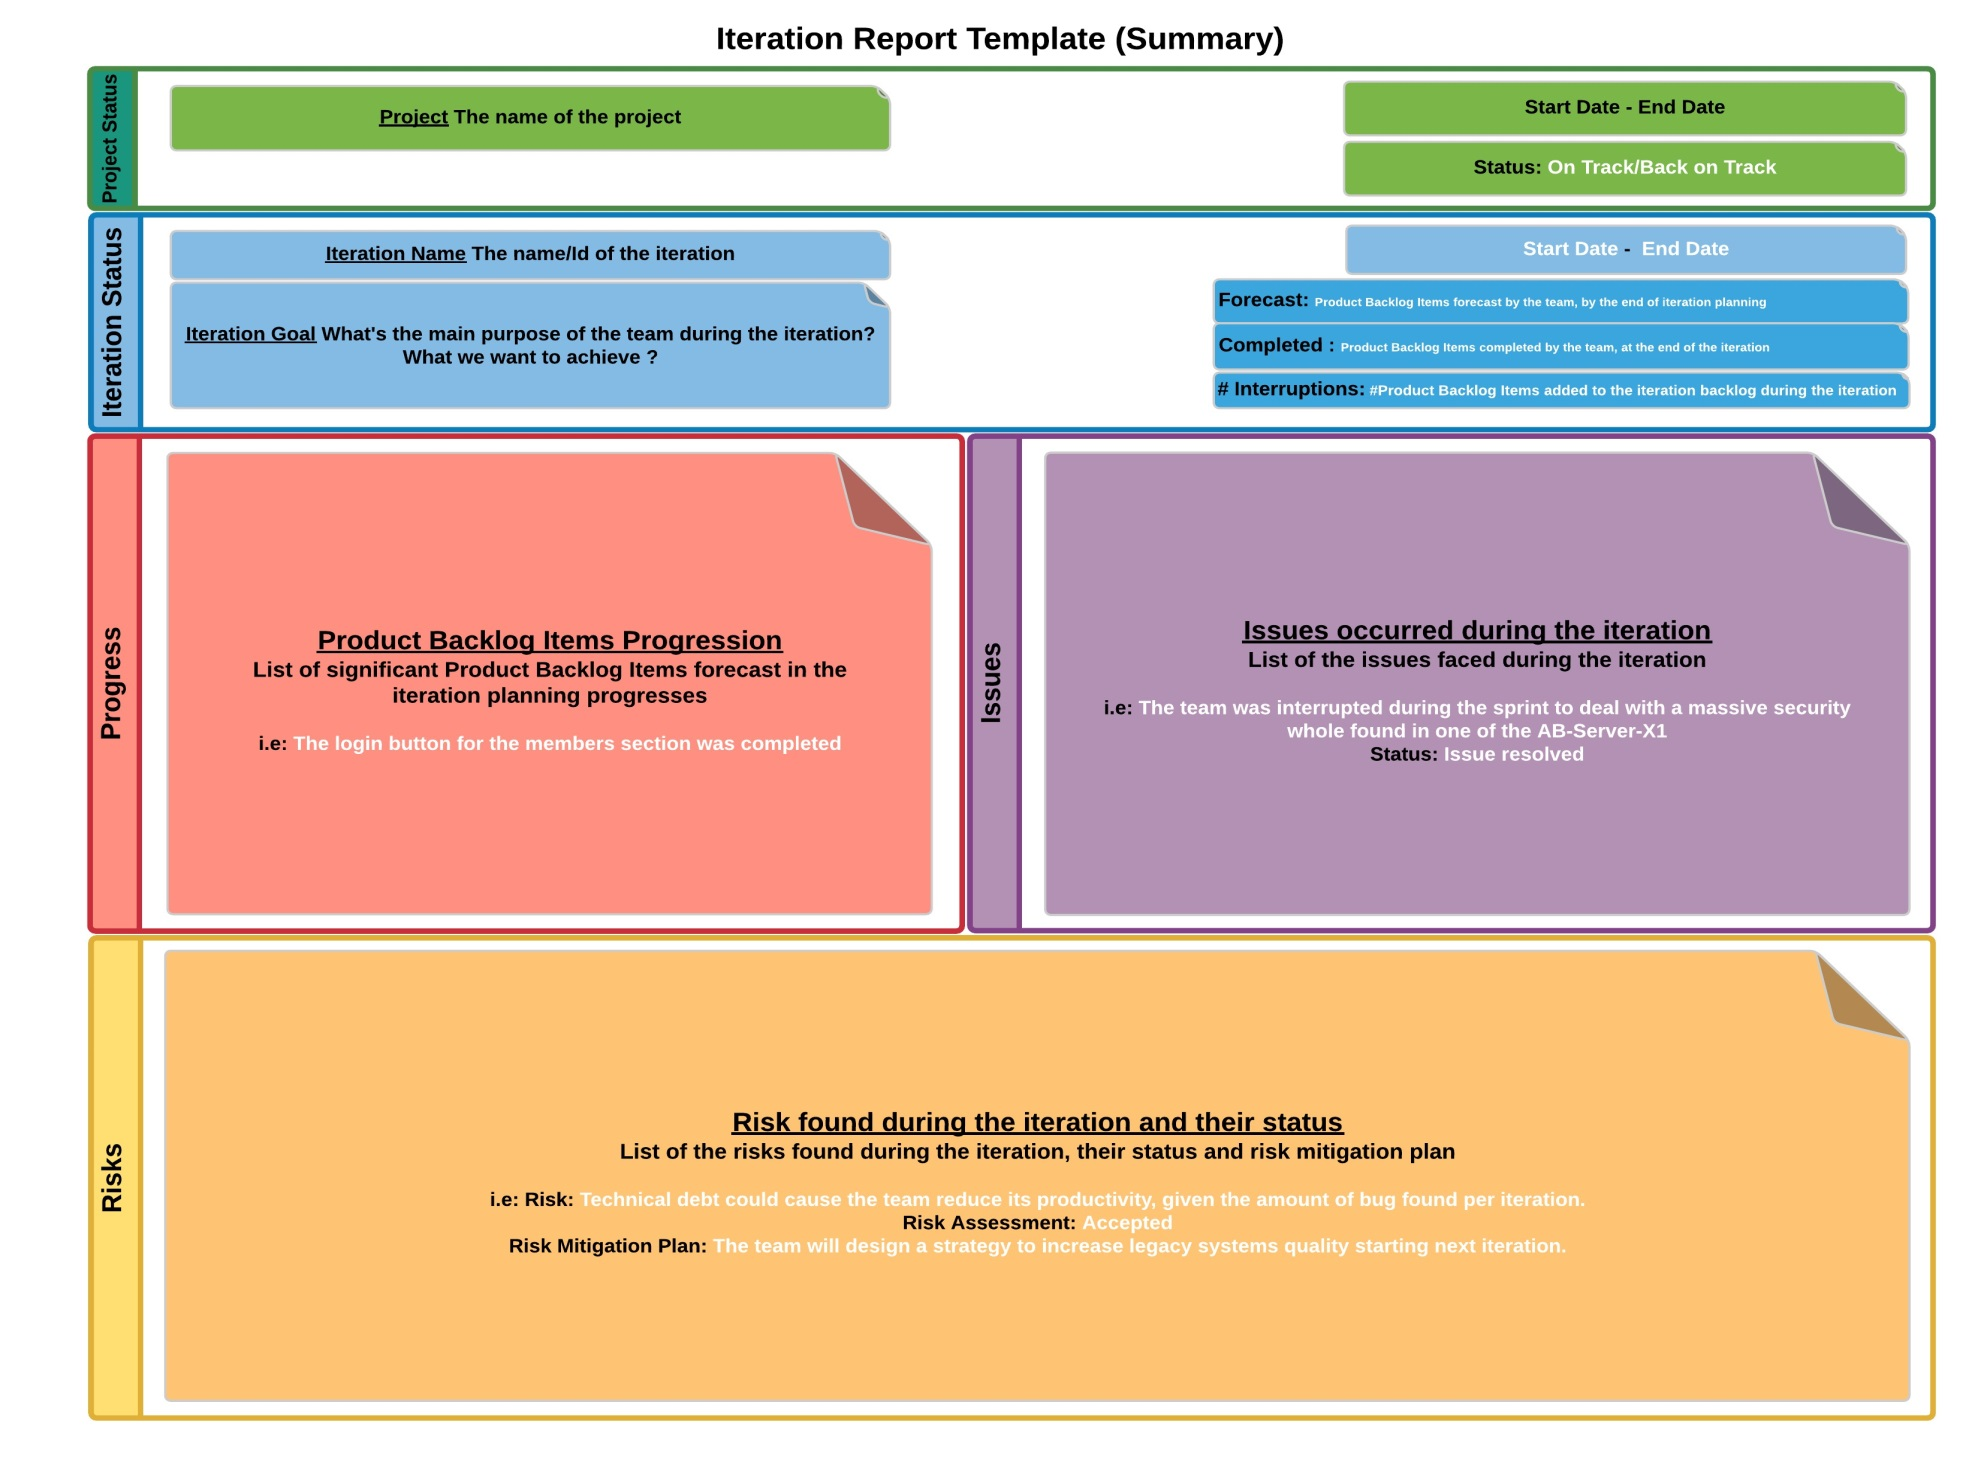 Iteration Report Template (Summary)
Project Status
Project The name of the project
Start Date - End Date
Status: On Track/Back on Track
Iteration Status
Iteration Name The name/Id of the iteration
Iteration Goal What's the main purpose of the team during the iteration?
What we want to achieve ?
Start Date - End Date
Forecast: Product Backlog Items forecast by the team, by the end of iteration planning
Completed : Product Backlog Items completed by the team, at the end of the iteration
# Interruptions: #Product Backlog Items added to the iteration backlog during the iteration
Progress
Product Backlog Items Progression
List of significant Product Backlog Items forecast in the
iteration planning progresses
i.e: The login button for the members section was completed
Issues
Issues occurred during the iteration
List of the issues faced during the iteration
i.e: The team was interrupted during the sprint to deal with a massive security
whole found in one of the AB-Server-X1
Status: Issue resolved
Risks
Risk found during the iteration and their status
List of the risks found during the iteration, their status and risk mitigation plan
i.e: Risk: Technical debt could cause the team reduce its productivity, given the amount of bug found per iteration.
Risk Assessment: Accepted
Risk Mitigation Plan: The team will design a strategy to increase legacy systems quality starting next iteration.